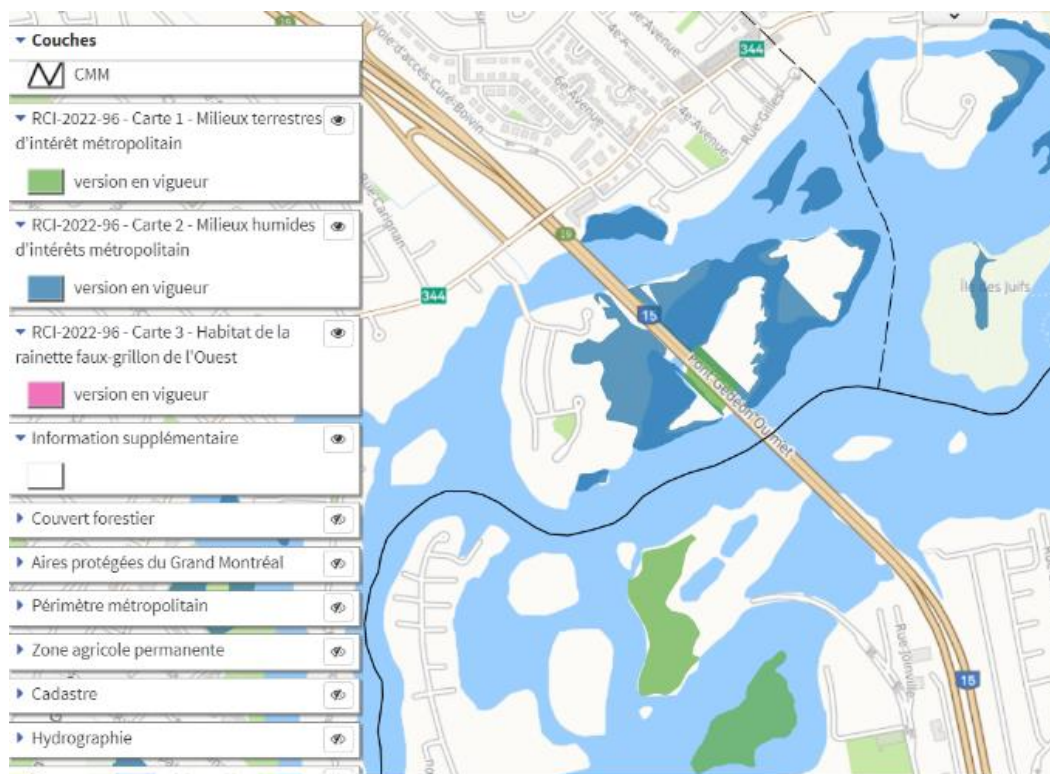 Couches
CMM
RCI-2022-96 - Carte 1 - Milieux terrestres
d'intérêt métropolitain
version en vigueur
RCI-2022-96 - Carte 2 - Milieux humides
d'intérêts métropolitain
version en vigueur
RCI-2022-96 - Carte 3 - Habitat de la
rainette faux-grillon de l'Ouest
version en vigueur
Information supplémentaire
Couvert forestier
Aires protégées du Grand Montréal
Périmètre métropolitain
Zone agricole permanente
Cadastre
Hydrographie
19
Voie d'accès Curé-Boivin
4e A
Avenue
344
6e Avenue
4e Avenue
Rue Gilles
Rue Carignan
19
344
15
Île des Juifs
Pont Gédéon Ouimet
Rue Joinville
15